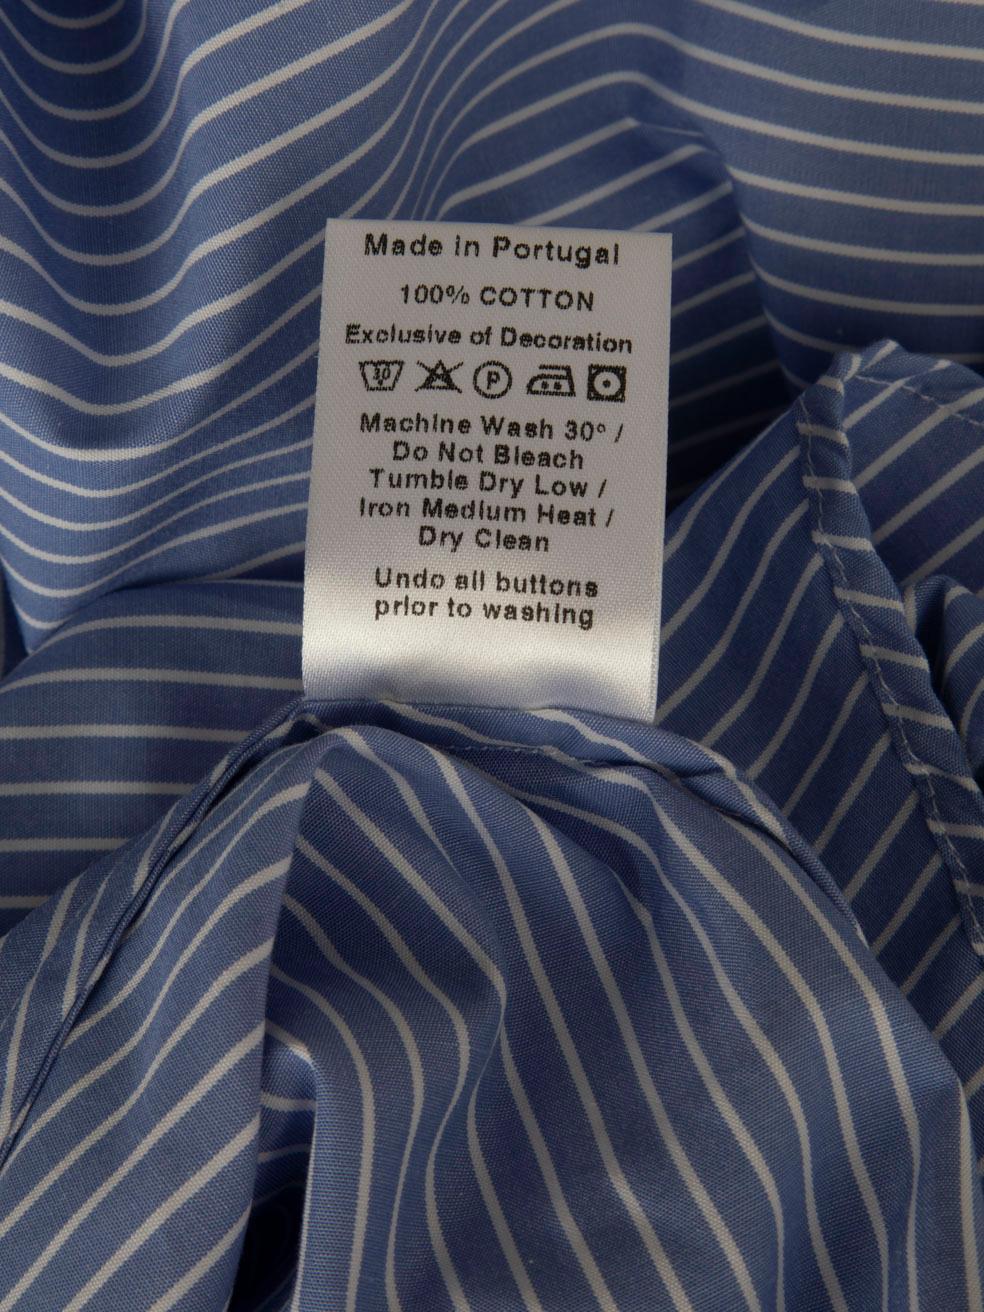 Made in Portugal
100% COTTON
Exclusive of Decoration
30 P
Machine Wash 30° /
Do Not Bleach
Tumble Dry Low /
Iron Medium Heat /
Dry Clean
Undo all buttons
prior to washing